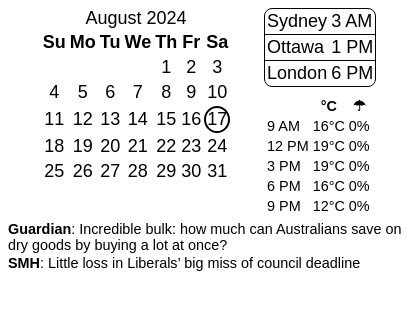 August 2024
Su Mo Tu We Th Fr Sa
1 2 3
4 5 6 7 8 9 10
11 12 13 14 15 16 17
18 19 20 21 22 23 24
25 26 27 28 29 30 31
Sydney 3 AM
Ottawa 1 PM
London 6 PM
°C ☂
9 AM 16°C 0%
12 PM 19°C 0%
3 PM 19°C 0%
6 PM 16°C 0%
9 PM 12°C 0%
Guardian: Incredible bulk: how much can Australians save on
dry goods by buying a lot at once?
SMH: Little loss in Liberals’ big miss of council deadline